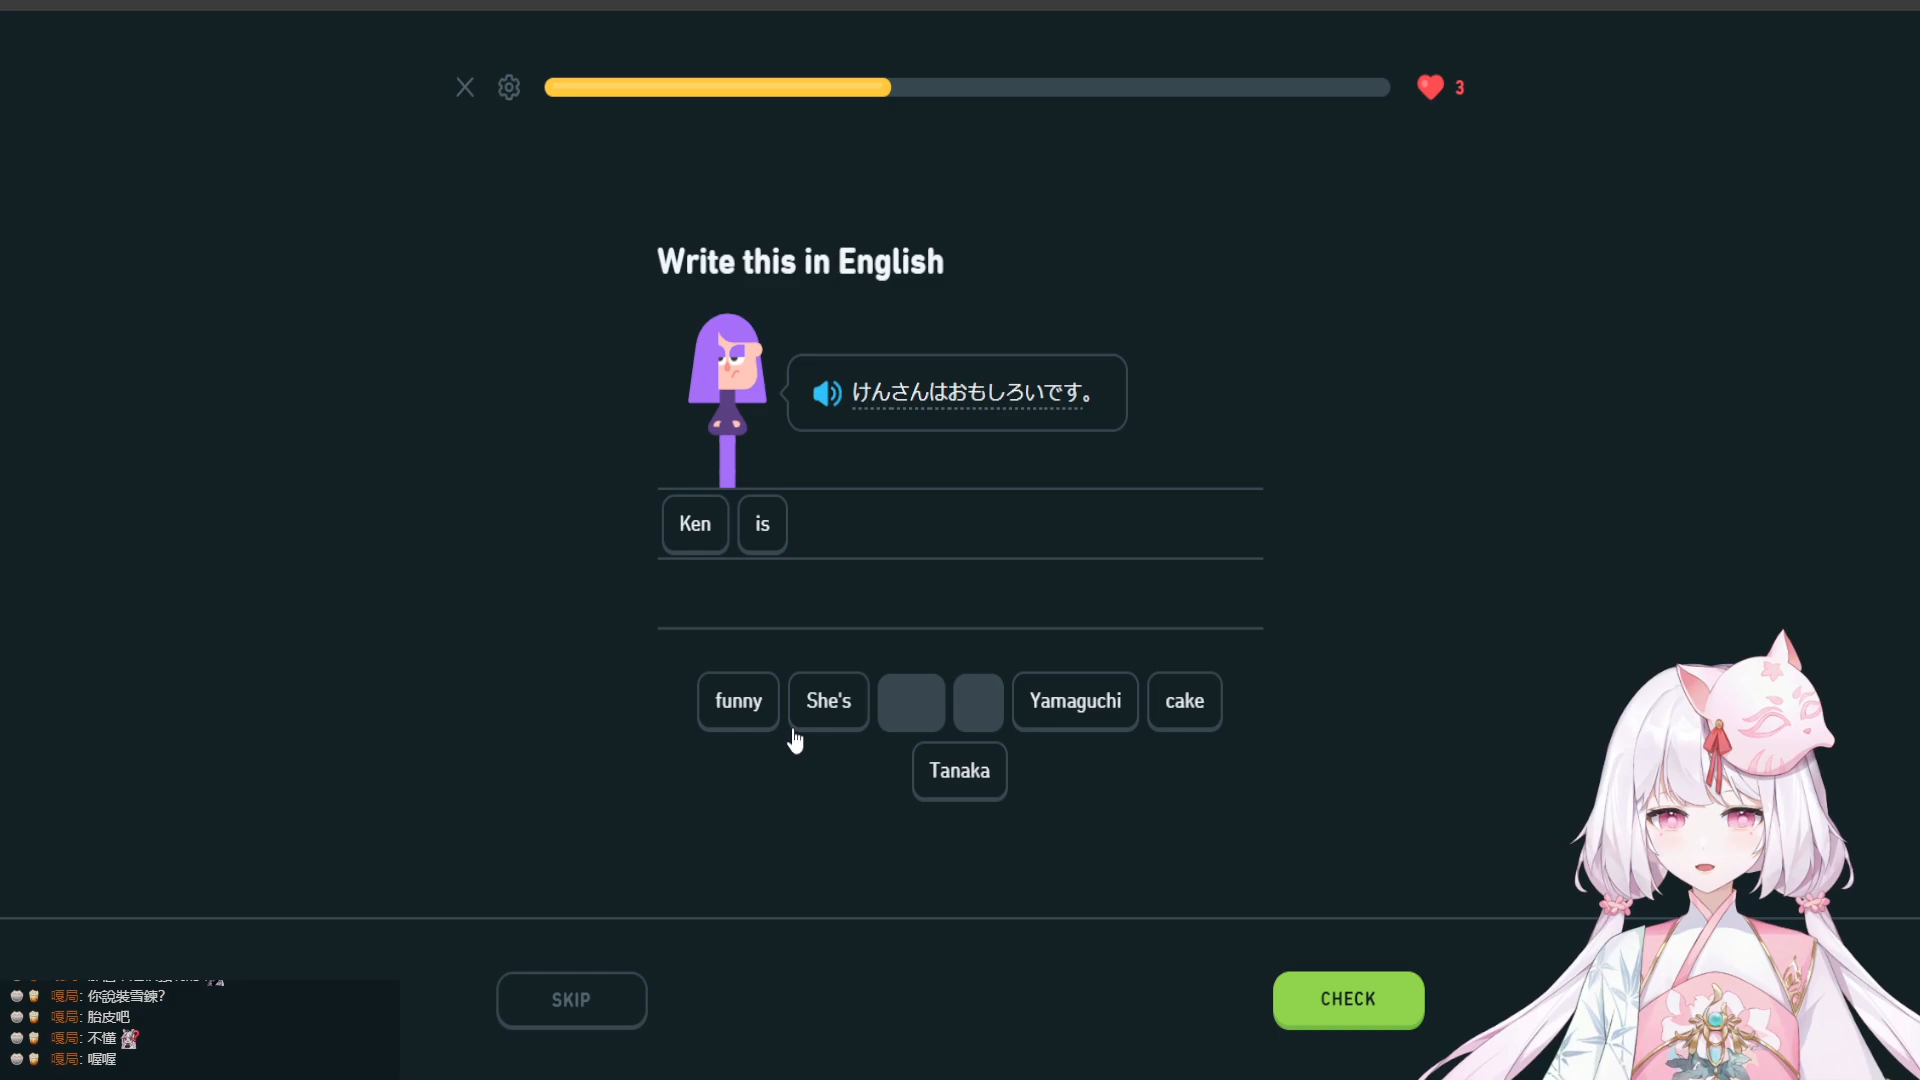 3
Write this in English
けんさんはおもしろいです。
Ken is
funny She's Yamaguchi cake
Tanaka
SKIP CHECK
嘎局: 你說裝雪鍊?
嘎局: 胎皮吧
嘎局: 不懂
嘎局: 喔喔